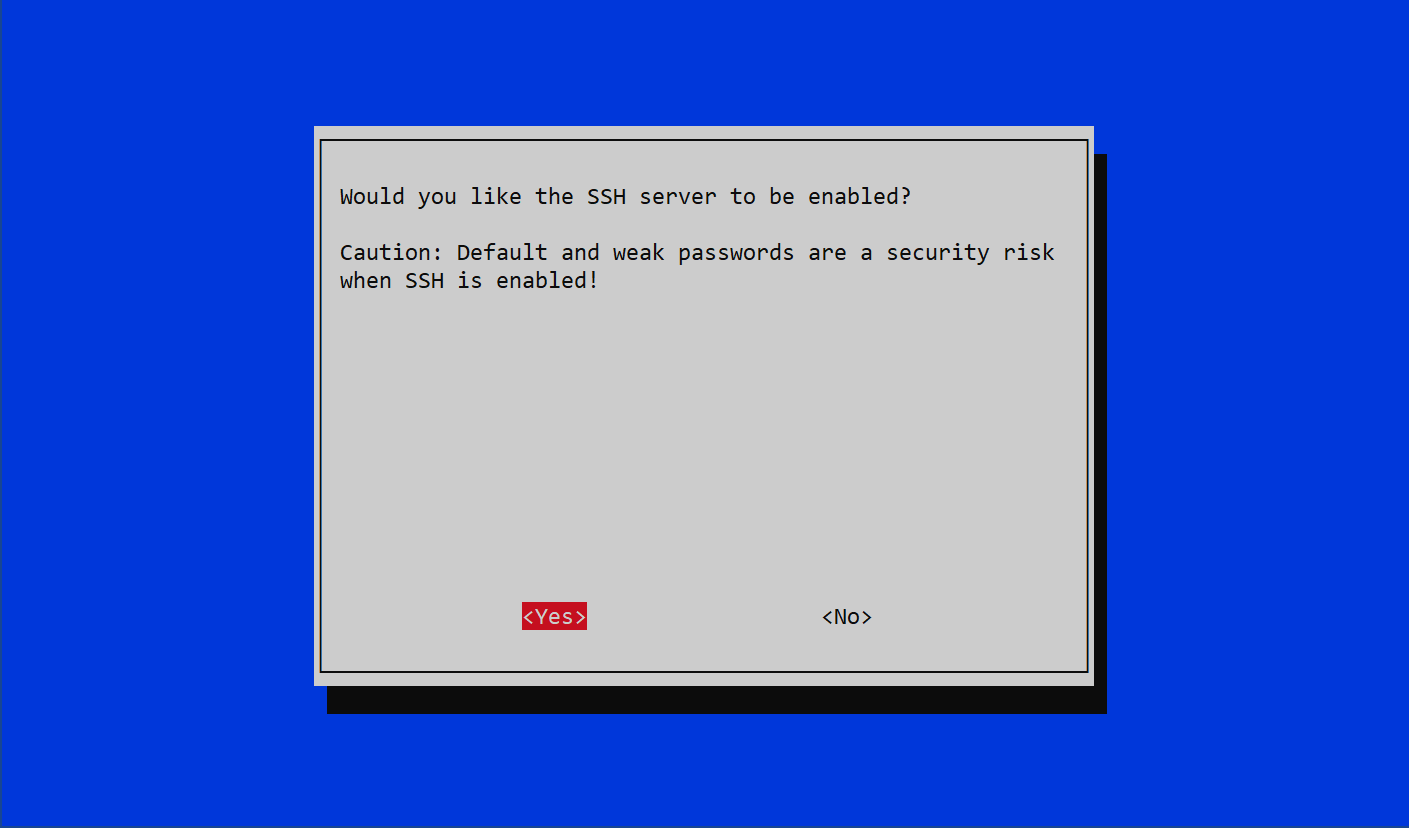 Would you like the SSH server to be enabled?
Caution: Default and weak passwords are a security risk
when SSH is enabled!
<Yes> <No>